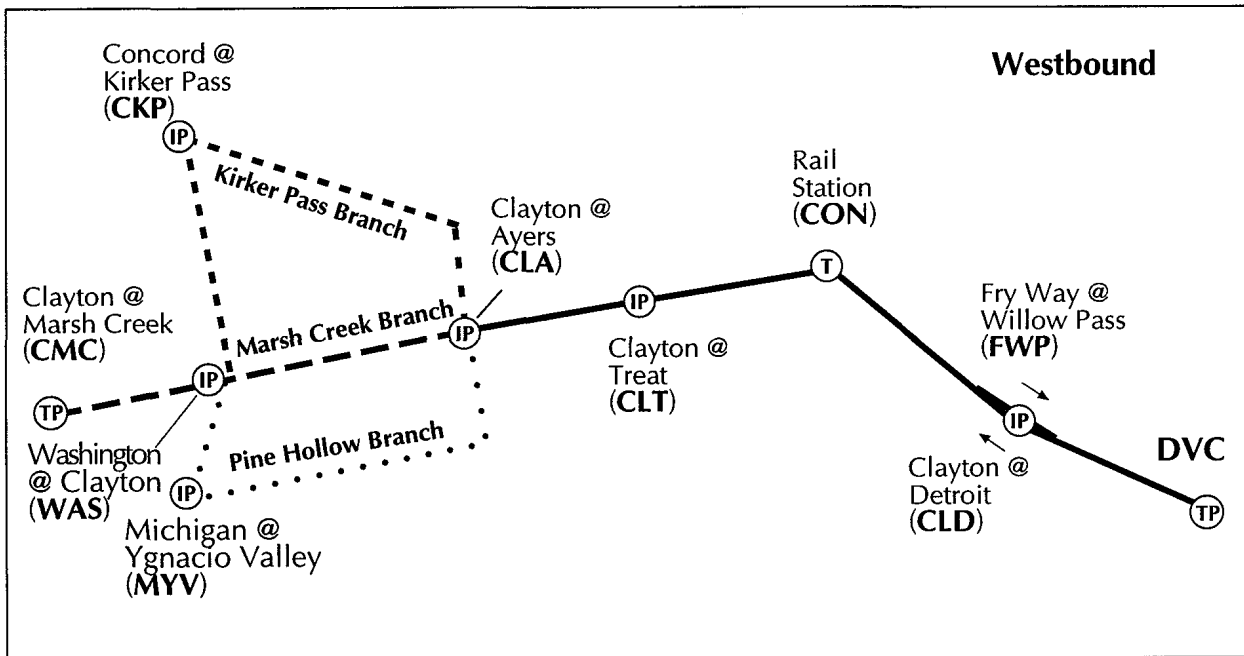 Westbound
Concord @
Kirker Pass
(CKP)
IP
Kirker Pass Branch
Clayton @
Ayers
(CLA)
Rail
Station
(CON)
T
Clayton @
Marsh Creek
(CMC)
Marsh Creek Branch
IP
IP
IP
TP
Fry Way @
Willow Pass
(FWP)
IP
Clayton @
Treat
(CLT)
Washington
@ Clayton
(WAS)
Pine Hollow Branch
IP
Michigan @
Ygnacio Valley
(MYV)
Clayton @
Detroit
(CLD)
DVC
TP